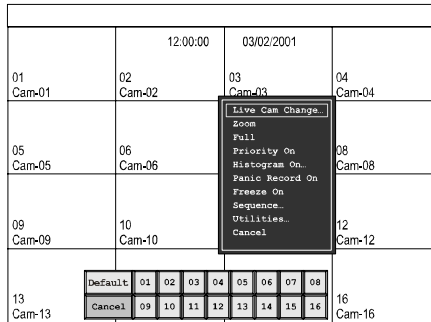 12:00:00 03/02/2001
01 02 03 04
Cam-01 Cam-02 Cam-03 Cam-04
Live Cam Change…
Zoom
Full
Priority On
Histogram On…
Panic Record On
Freeze On
Sequence…
Utilities…
Cancel
05 06 08
Cam-05 Cam-06 Cam-08
09 10 12
Cam-09 Cam-10 Cam-12
Default 01 02 03 04 05 06 07 08
Cancel 09 10 11 12 13 14 15 16
13 16
Cam-13 Cam-16